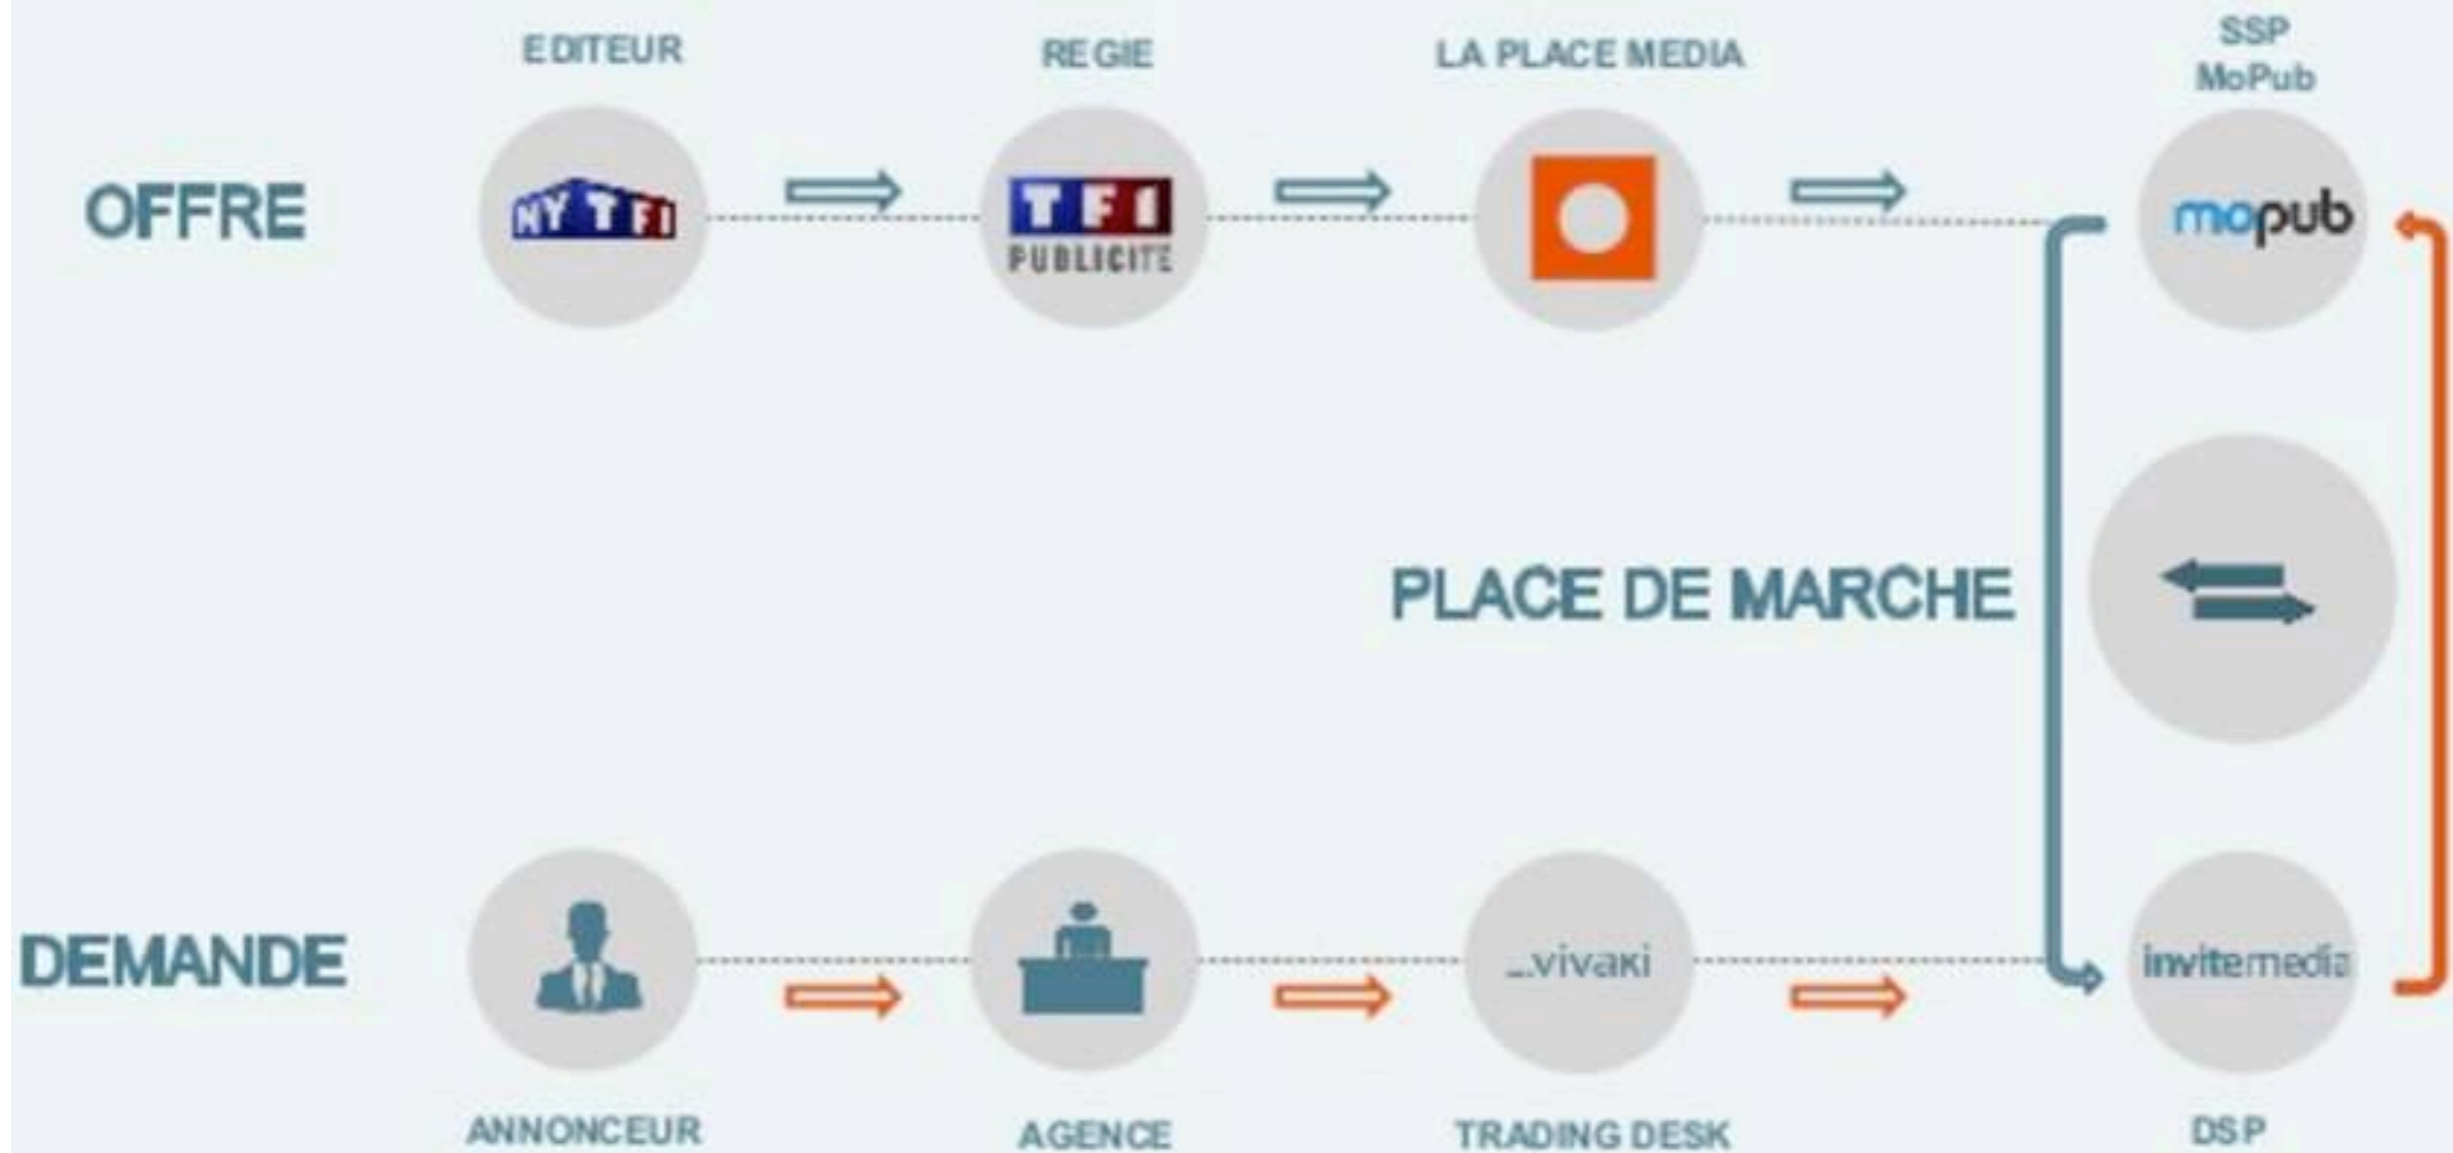 EDITEUR
REGIE
LA PLACE MEDIA
SSP
MoPub
OFFRE
MYTF1
TF1
PUBLICITE
mopub
PLACE DE MARCHE
DEMANDE
vivaki
invitemedia
ANNONCEUR
AGENCE
TRADING DESK
DSP